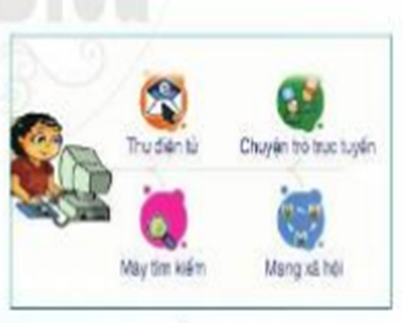 Thư điện tử
Chuyện trò trực tuyến
Máy tìm kiếm
Mạng xã hội